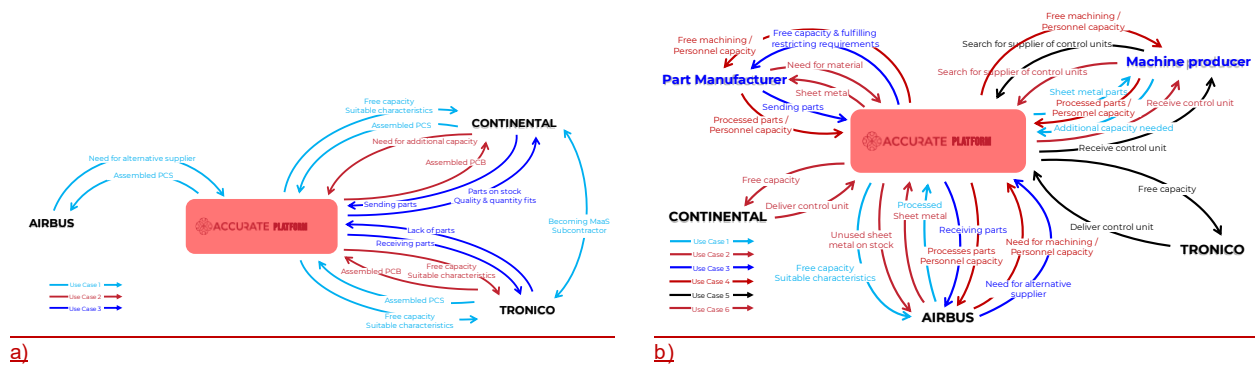 Free capacity
Suitable characteristics
Assembled PCS
CONTINENTAL
Need for additional capacity
Assembled PCB
Need for alternative supplier
Assembled PCS
Parts on stock
Quality & quantity fits
Sending parts
AIRBUS
ACCURATE PLATFORM
Becoming MaaS
Subcontractor
Lack of parts
Receiving parts
Assembled PCB
Free capacity
Suitable characteristics
Use Case 1
Use Case 2
Use Case 3
Assembled PCS
TRONICO
Free capacity
Suitable characteristics
a)
Free machining /
Personnel capacity
Free capacity & fulfilling
restricting requirements
Need for material
Part Manufacturer
Sheet metal
Sending parts
Processed parts /
Personnel capacity
Free machining /
Personnel capacity
Search for supplier of control units
Machine producer
Search for supplier of control units
Sheet metal parts
Processed parts /
Personnel capacity
Receive control unit
Additional capacity needed
Receive control unit
ACCURATE PLATFORM
Free capacity
Deliver control unit
CONTINENTAL
Free capacity
Deliver control unit
TRONICO
Processed
Sheet metal
Unused sheet
metal on stock
Receiving parts
Need for machining /
Personnel capacity
Processes parts
Personnel capacity
Free capacity
Suitable characteristics
Need for alternative
supplier
AIRBUS
Use Case 1
Use Case 2
Use Case 3
Use Case 4
Use Case 5
Use Case 6
b)